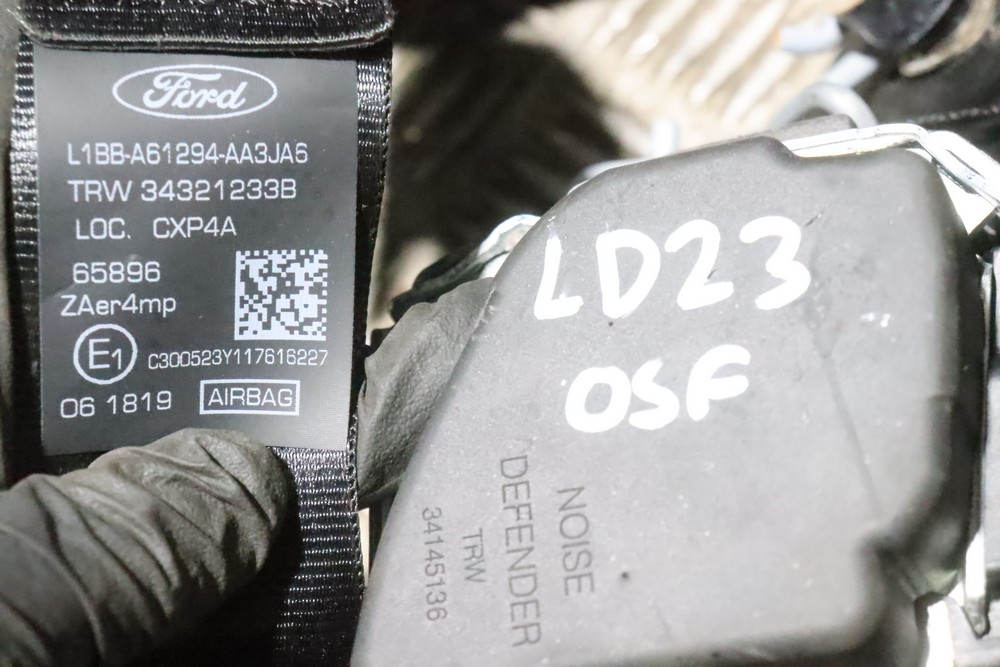 Ford
L1BB-A61294-AA3JA6
TRW 34321233B
LOC. CXP4A
65896
ZAer4mp
E1
C300523Y117616227
06 1819
AIRBAG
LD23
OSF
NOISE
DEFENDER
TRW
34145136